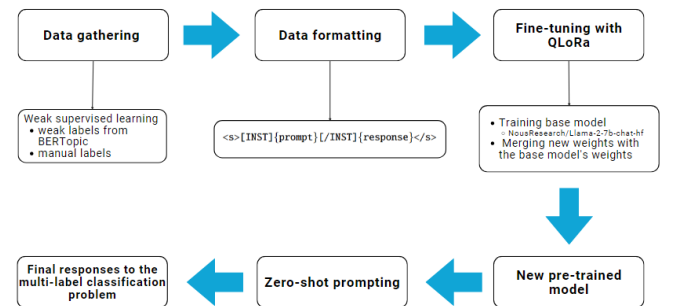 Data gathering
Data formatting
Fine-tuning with
QLoRa
Weak supervised learning
• weak labels from
BERTopic
• manual labels
<s>[INST]{prompt}[/INST]{response}</s>
• Training base model
○ NousResearch/Llama-2-7b-chat-hf
• Merging new weights with
the base model's weights
Final responses to the
multi-label classification
problem
Zero-shot prompting
New pre-trained
model